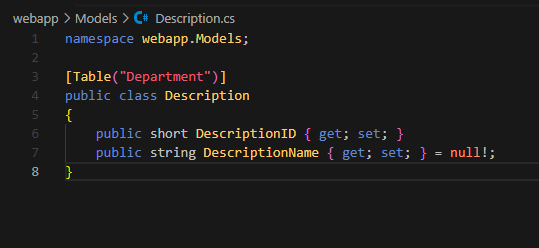 webapp > Models > C# Description.cs
1 namespace webapp.Models;
2
3 [Table("Department")]
4 public class Description
5 {
6 public short DescriptionID { get; set; }
7 public string DescriptionName { get; set; } = null!;
8 }